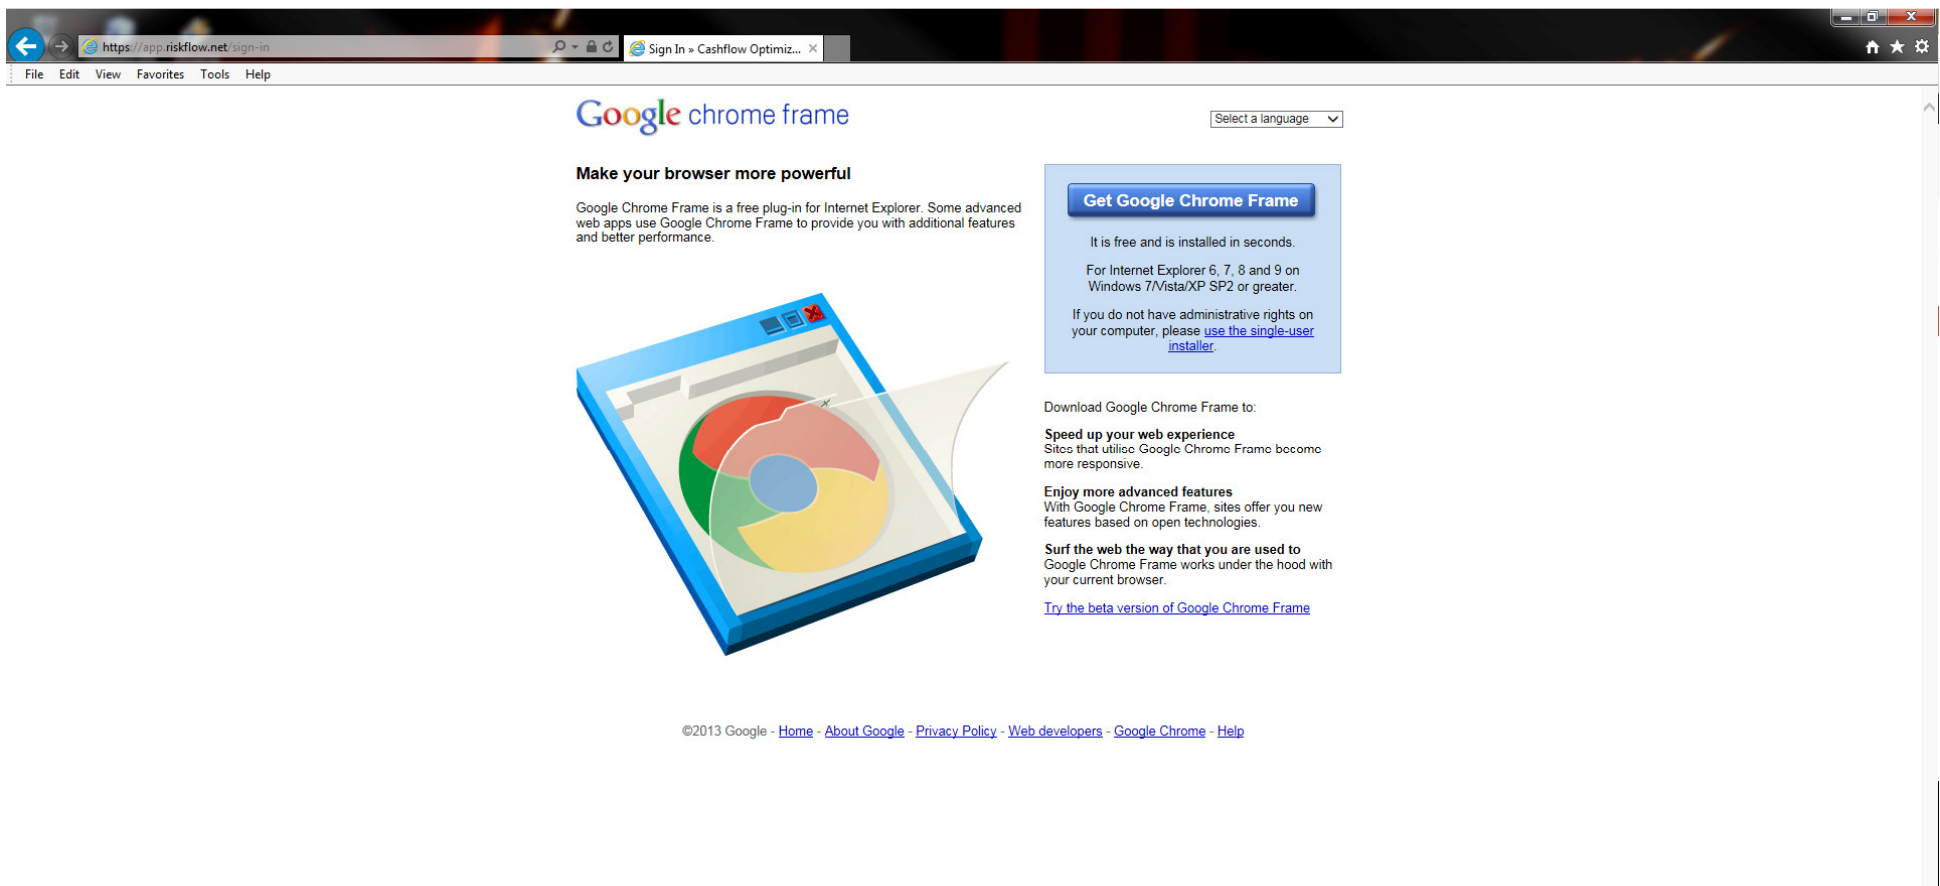 https://app.riskflow.net/sign-in
Sign In » Cashflow Optimiz...
File Edit View Favorites Tools Help
Google chrome frame
Select a language
Make your browser more powerful
Google Chrome Frame is a free plug-in for Internet Explorer. Some advanced
web apps use Google Chrome Frame to provide you with additional features
and better performance.
Get Google Chrome Frame
It is free and is installed in seconds.
For Internet Explorer 6, 7, 8 and 9 on
Windows 7/Vista/XP SP2 or greater.
If you do not have administrative rights on
your computer, please use the single-user
installer.
Download Google Chrome Frame to:
Speed up your web experience
Sites that utilise Google Chrome Frame become
more responsive.
Enjoy more advanced features
With Google Chrome Frame, sites offer you new
features based on open technologies.
Surf the web the way that you are used to
Google Chrome Frame works under the hood with
your current browser.
Try the beta version of Google Chrome Frame
©2013 Google - Home - About Google - Privacy Policy - Web developers - Google Chrome - Help